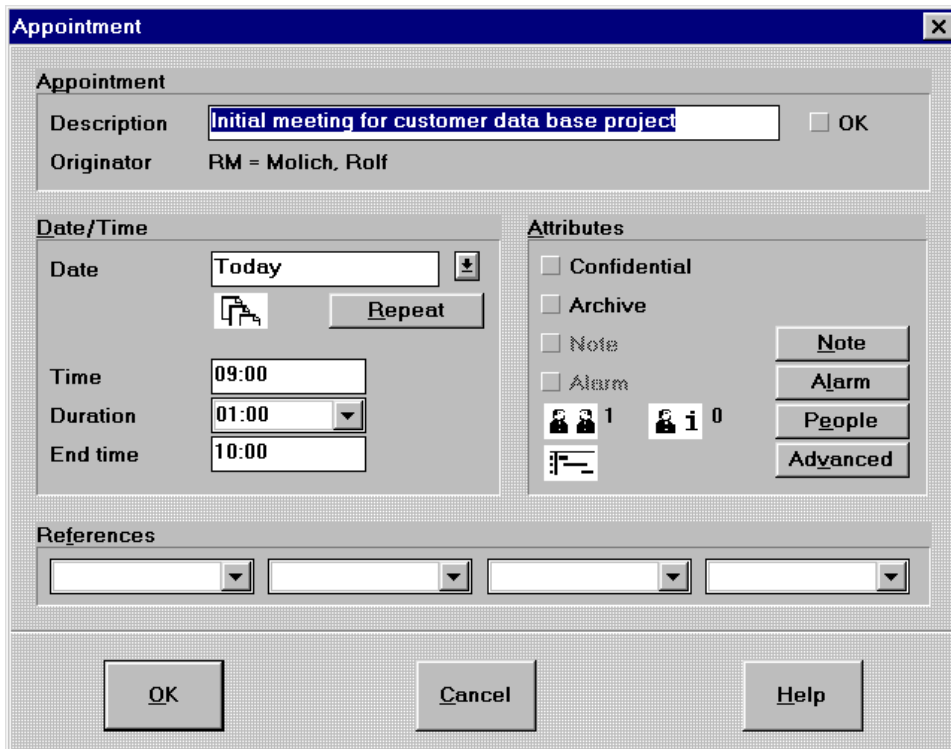 Appointment
Appointment
Description Initial meeting for customer data base project OK
Originator RM = Molich, Rolf
Date/Time
Date Today
Repeat
Time 09:00
Duration 01:00
End time 10:00
Attributes
Confidential
Archive
Note Note
Alarm Alarm
1 i 0 People
Advanced
References
OK Cancel Help